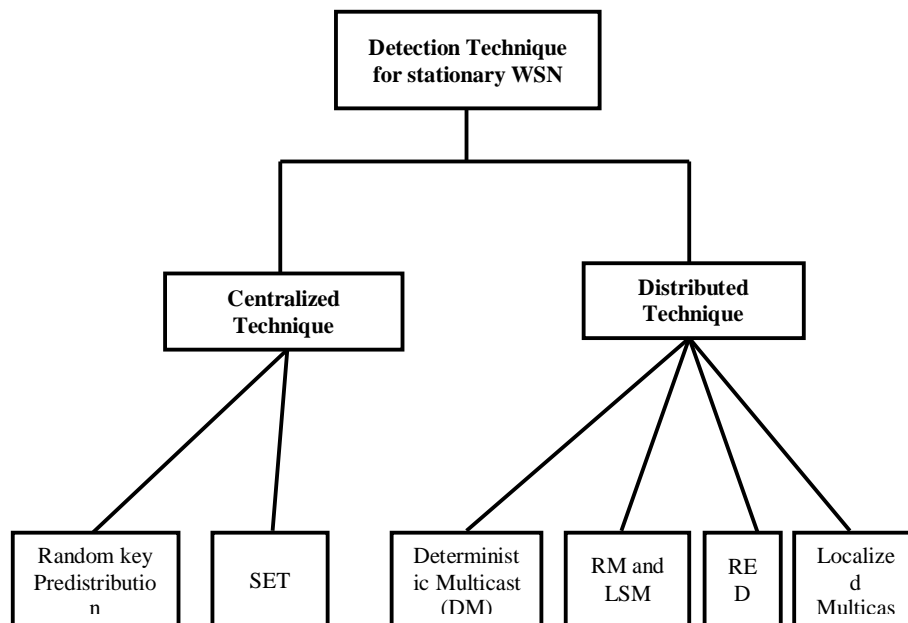 Detection Technique
for stationary WSN
Centralized
Technique
Distributed
Technique
Random key
Predistributio
n
SET
Determinist
ic Multicast
(DM)
RM and
LSM
RE
D
Localize
d
Multicas